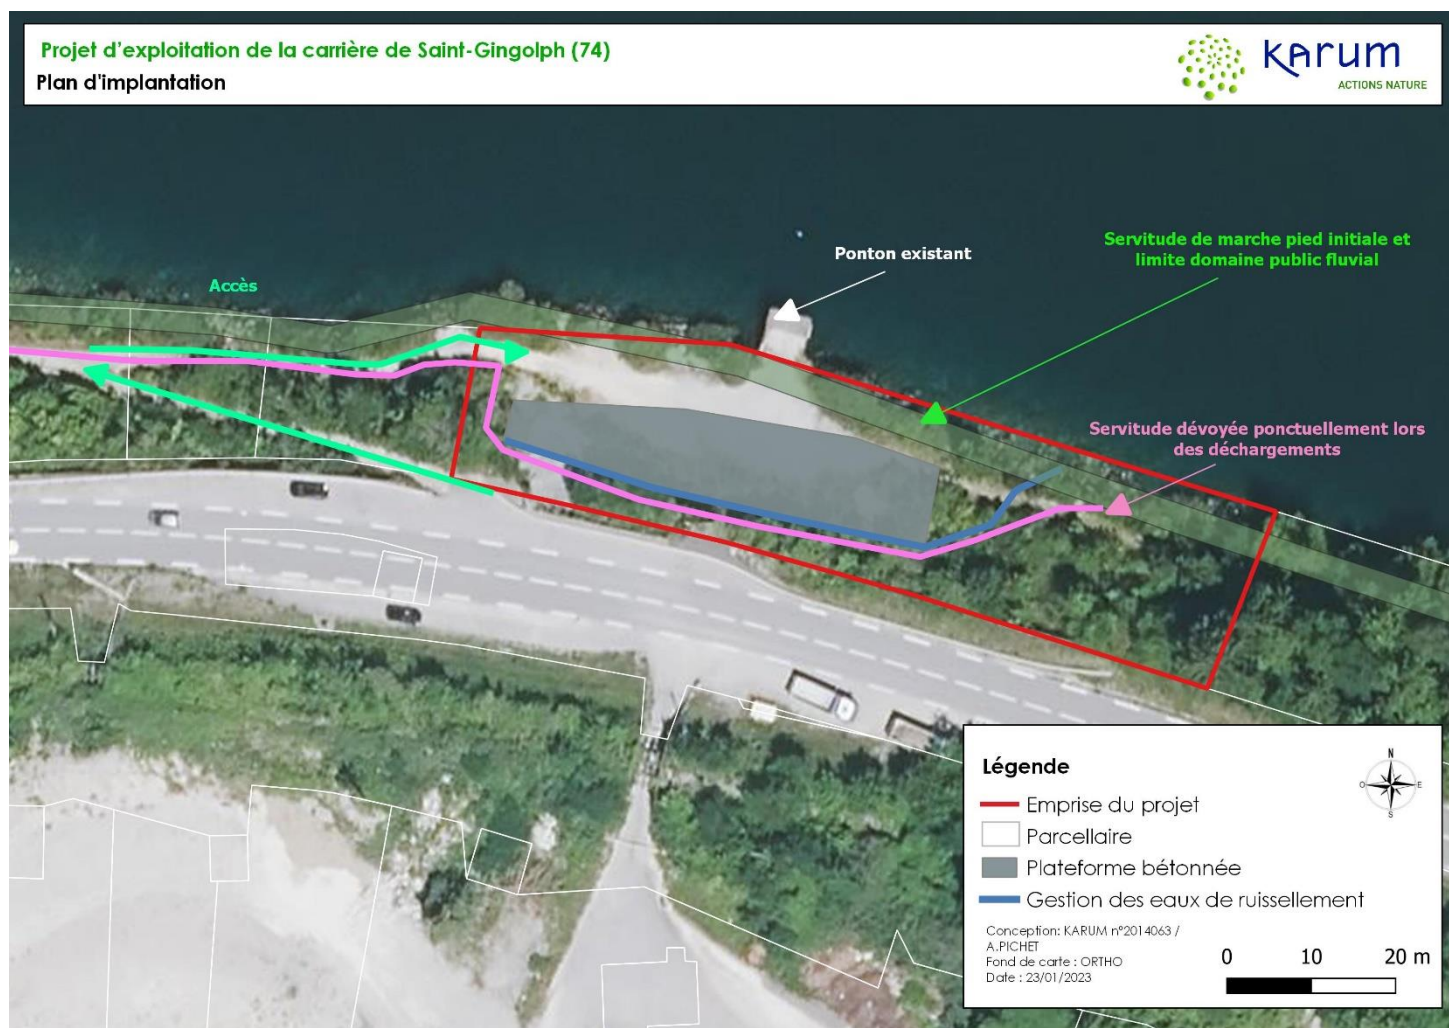 Projet d'exploitation de la carrière de Saint-Gingolph (74)
Plan d'implantation
KARUM
ACTIONS NATURE
Accès
Ponton existant
Servitude de marche pied initiale et
limite domaine public fluvial
Servitude dévoyée ponctuellement lors
des déchargements
Légende
Emprise du projet
Parcellaire
Plateforme bétonnée
Gestion des eaux de ruissellement
N
O
E
S
Conception: KARUM n°2014063 /
A.PICHET
Fond de carte : ORTHO
Date : 23/01/2023
0 10 20 m